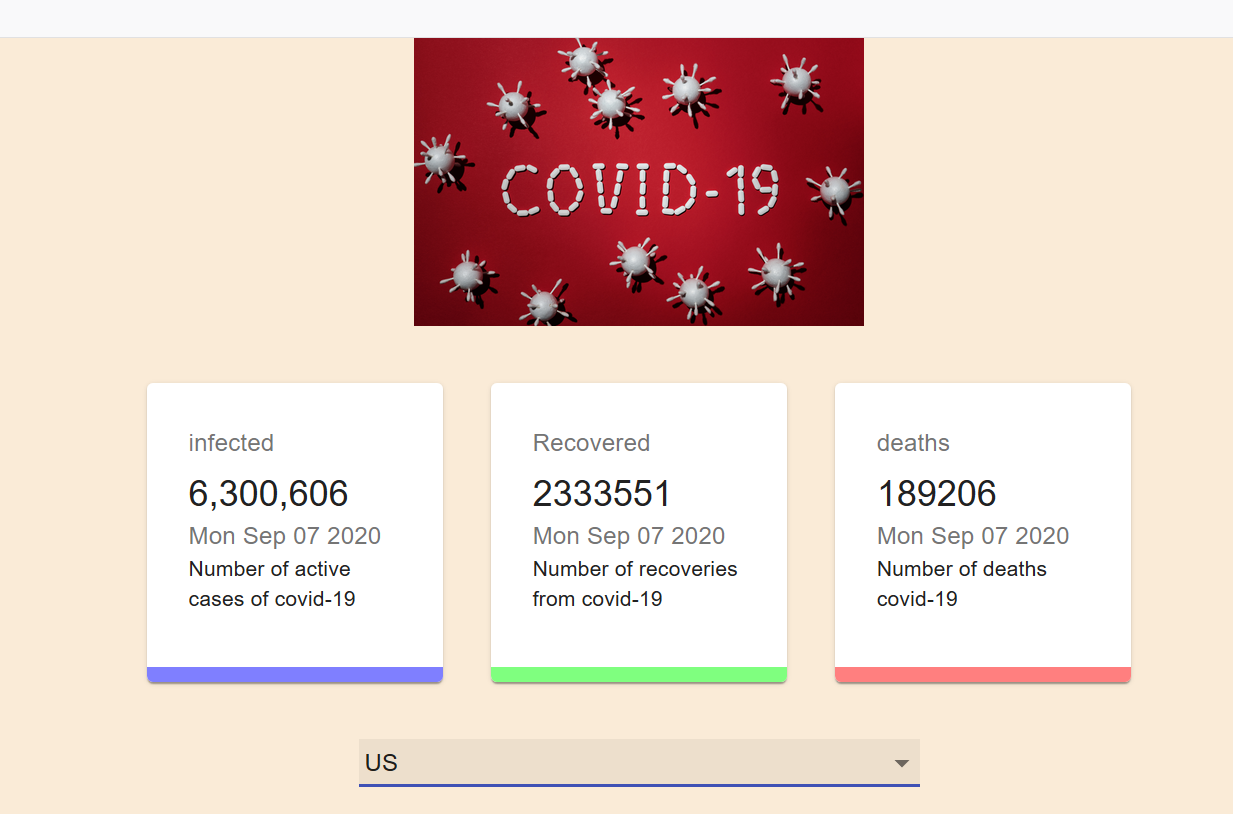 COVID-19
infected
6,300,606
Mon Sep 07 2020
Number of active
cases of covid-19
Recovered
2333551
Mon Sep 07 2020
Number of recoveries
from covid-19
deaths
189206
Mon Sep 07 2020
Number of deaths
covid-19
US